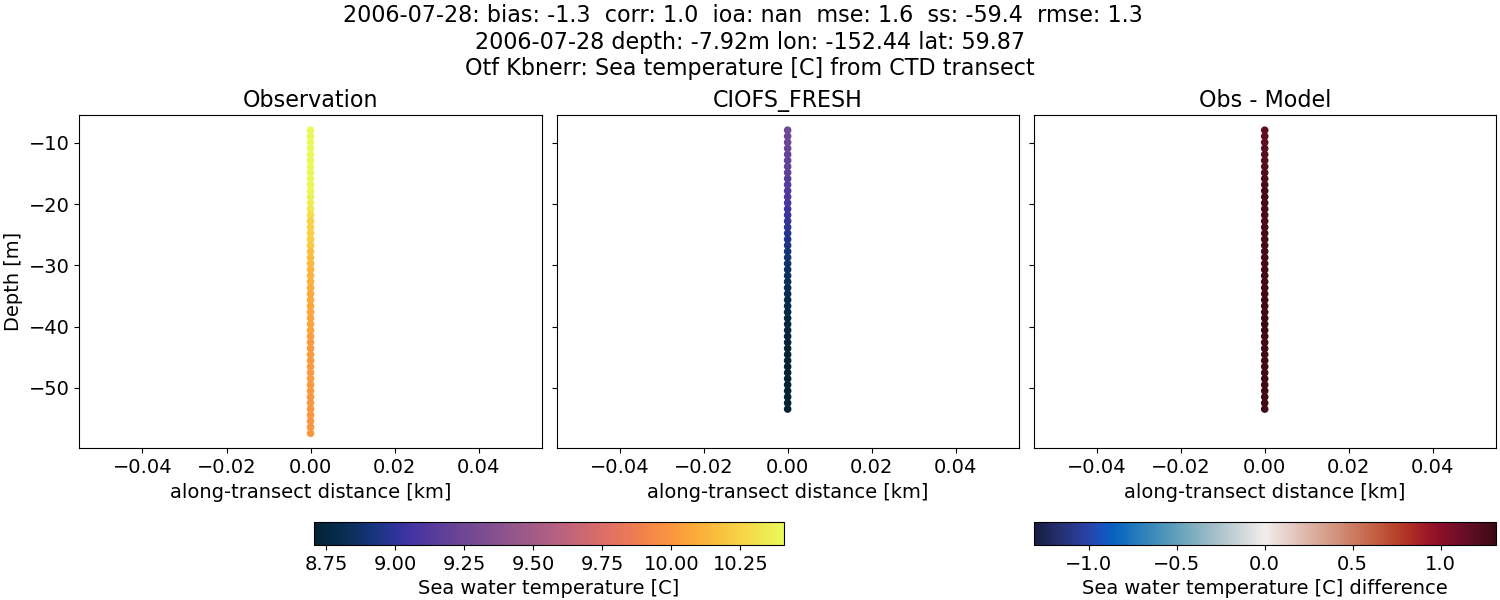 2006-07-28: bias: -1.3  corr: 1.0  ioa: nan  mse: 1.6  ss: -59.4  rmse: 1.3
2006-07-28 depth: -7.92m lon: -152.44 lat: 59.87
Otf Kbnerr: Sea temperature [C] from CTD transect
Observation
CIOFS_FRESH
Obs - Model
Depth [m]
−10
−20
−30
−40
−50
−0.04 −0.02 0.00 0.02 0.04
−0.04 −0.02 0.00 0.02 0.04
−0.04 −0.02 0.00 0.02 0.04
along-transect distance [km]
along-transect distance [km]
along-transect distance [km]
8.75 9.00 9.25 9.50 9.75 10.00 10.25
Sea water temperature [C]
−1.0 −0.5 0.0 0.5 1.0
Sea water temperature [C] difference